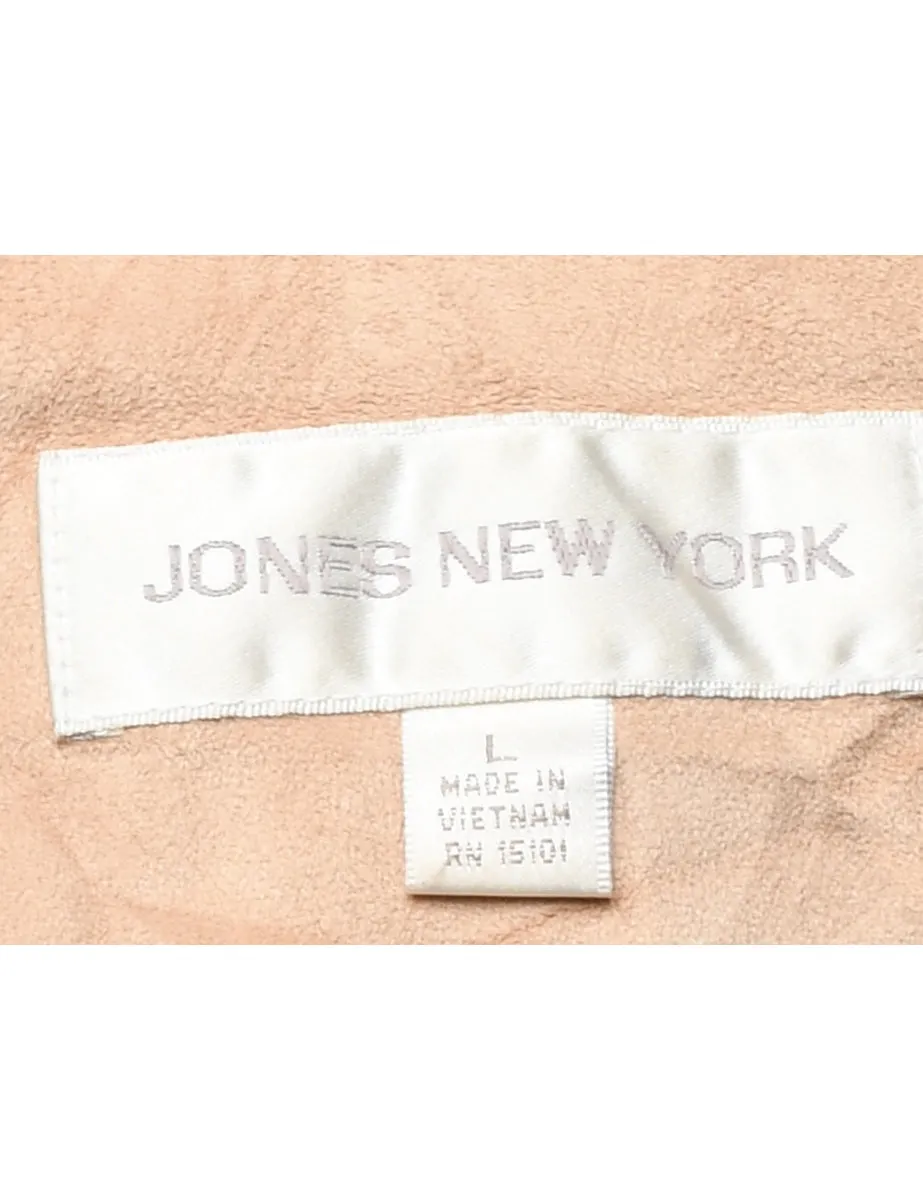 JONES NEW YORK
L
MADE IN
VIETNAM
RN 15101